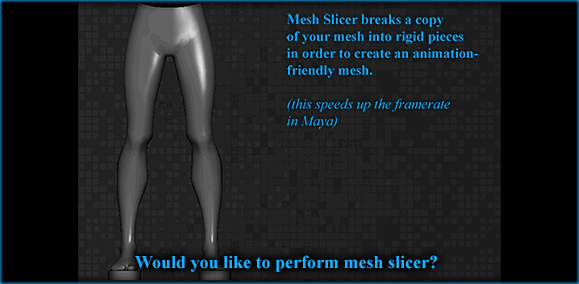 Mesh Slicer breaks a copy
of your mesh into rigid pieces
in order to create an animation-
friendly mesh.
(this speeds up the framerate
in Maya)
Would you like to perform mesh slicer?